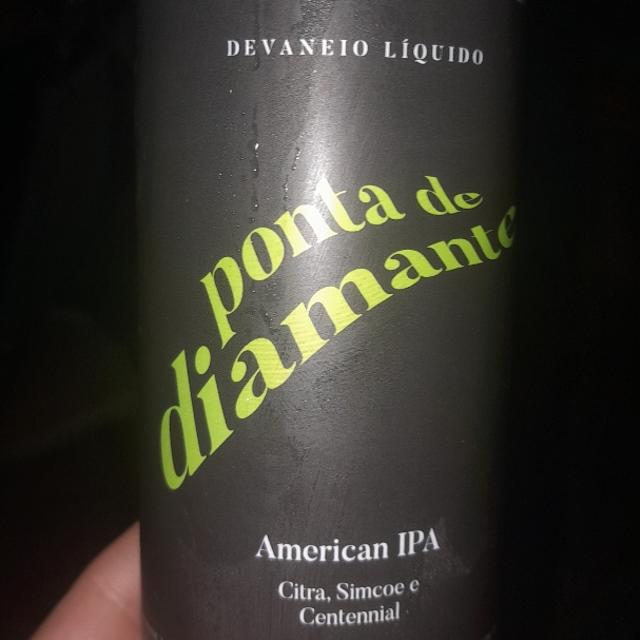 DEVANEIO LÍQUIDO
ponta de
diamante
American IPA
Citra, Simcoe e
Centennial